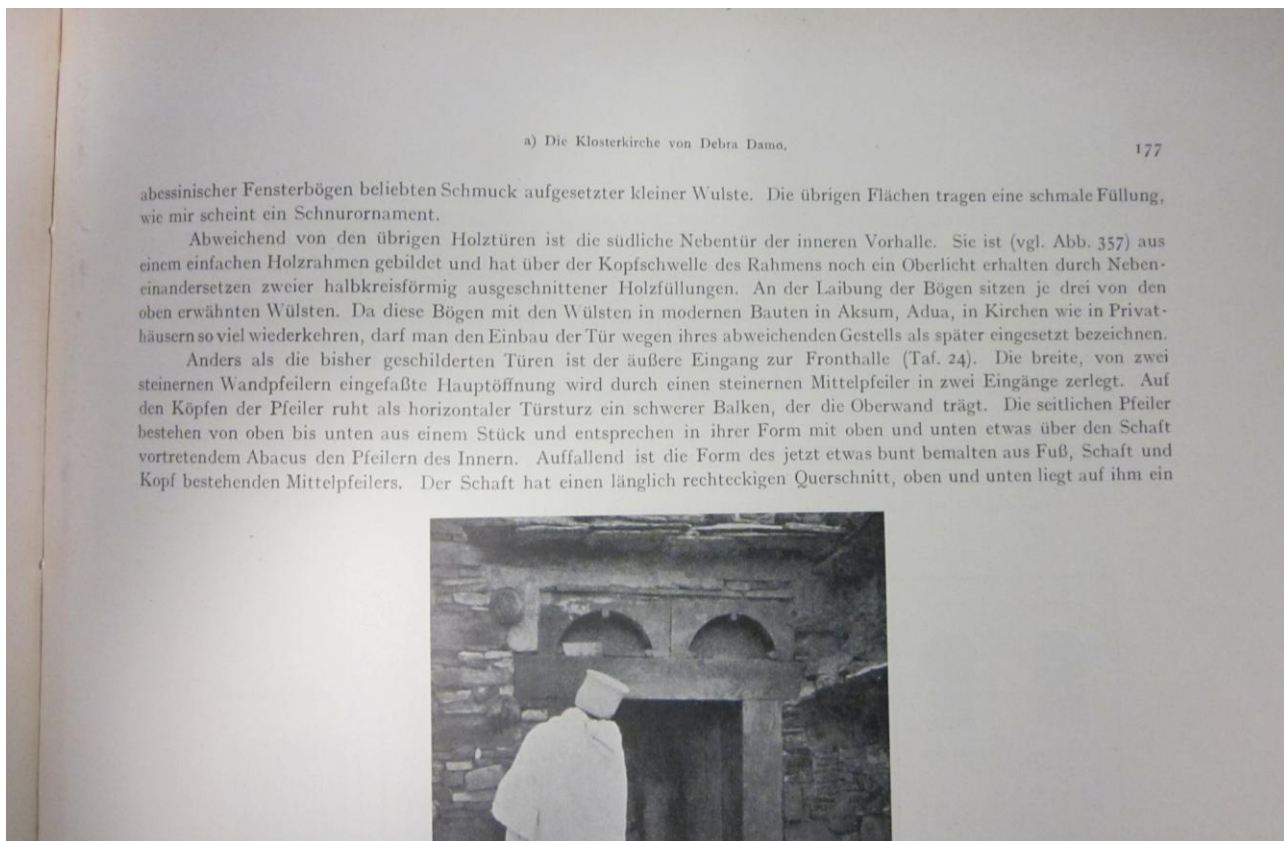 a) Die Klosterkirche von Debra Damo.
177
abessinischer Fensterbögen beliebten Schmuck aufgesetzter kleiner Wulste. Die übrigen Flächen tragen eine schmale Füllung,
wie mir scheint ein Schnurornament.
Abweichend von den übrigen Holztüren ist die südliche Nebentür der inneren Vorhalle. Sie ist (vgl. Abb. 357) aus
einem einfachen Holzrahmen gebildet und hat über der Kopfschwelle des Rahmens noch ein Oberlicht erhalten durch Neben-
einandersetzen zweier halbkreisförmig ausgeschnittener Holzfüllungen. An der Laibung der Bögen sitzen je drei von den
oben erwähnten Wülsten. Da diese Bögen mit den Wülsten in modernen Bauten in Aksum, Adua, in Kirchen wie in Privat-
häusern so viel wiederkehren, darf man den Einbau der Tür wegen ihres abweichenden Gestells als später eingesetzt bezeichnen.
Anders als die bisher geschilderten Türen ist der äußere Eingang zur Fronthalle (Taf. 24). Die breite, von zwei
steinernen Wandpfeilern eingefaßte Hauptöffnung wird durch einen steinernen Mittelpfeiler in zwei Eingänge zerlegt. Auf
den Köpfen der Pfeiler ruht als horizontaler Türsturz ein schwerer Balken, der die Oberwand trägt. Die seitlichen Pfeiler
bestehen von oben bis unten aus einem Stück und entsprechen in ihrer Form mit oben und unten etwas über den Schaft
vortretendem Abacus den Pfeilern des Innern. Auffallend ist die Form des jetzt etwas bunt bemalten aus Fuß, Schaft und
Kopf bestehenden Mittelpfeilers. Der Schaft hat einen länglich rechteckigen Querschnitt, oben und unten liegt auf ihm ein